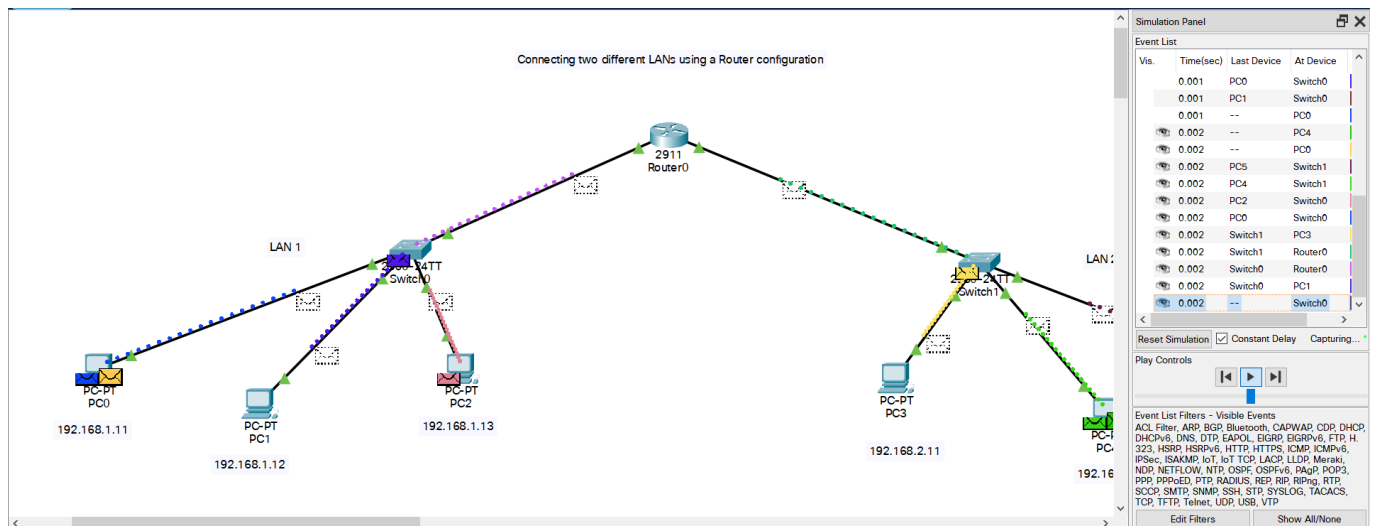 Connecting two different LANs using a Router configuration
2911
Router0
LAN 1
24TT
Switch0
LAN 2
24TT
Switch1
PC-PT
PC0
192.168.1.11
PC-PT
PC1
192.168.1.12
PC-PT
PC2
192.168.1.13
PC-PT
PC3
192.168.2.11
192.16
Simulation Panel
Event List
Vis. Time(sec) Last Device At Device
0.001 PC0 Switch0
0.001 PC1 Switch0
0.001 -- PC0
0.002 -- PC4
0.002 -- PC0
0.002 PC5 Switch1
0.002 PC4 Switch1
0.002 PC2 Switch0
0.002 PC0 Switch0
0.002 Switch1 PC3
0.002 Switch1 Router0
0.002 Switch0 Router0
0.002 Switch0 PC1
0.002 -- Switch0
Reset Simulation Constant Delay Capturing...
Play Controls
Event List Filters - Visible Events
ACL Filter, ARP, BGP, Bluetooth, CAPWAP, CDP, DHCP,
DHCPv6, DNS, DTP, EAPOL, EIGRP, EIGRPv6, FTP, H.
323, HSRP, HSRPv6, HTTP, HTTPS, ICMP, ICMPv6,
IPSec, ISAKMP, IoT, IoT TCP, LACP, LLDP, Meraki,
NDP, NETFLOW, NTP, OSPF, OSPFv6, PAgP, POP3,
PPP, PPPoED, PTP, RADIUS, REP, RIP, RIPng, RTP,
SCCP, SMTP, SNMP, SSH, STP, SYSLOG, TACACS,
TCP, TFTP, Telnet, UDP, USB, VTP
Edit Filters Show All/None